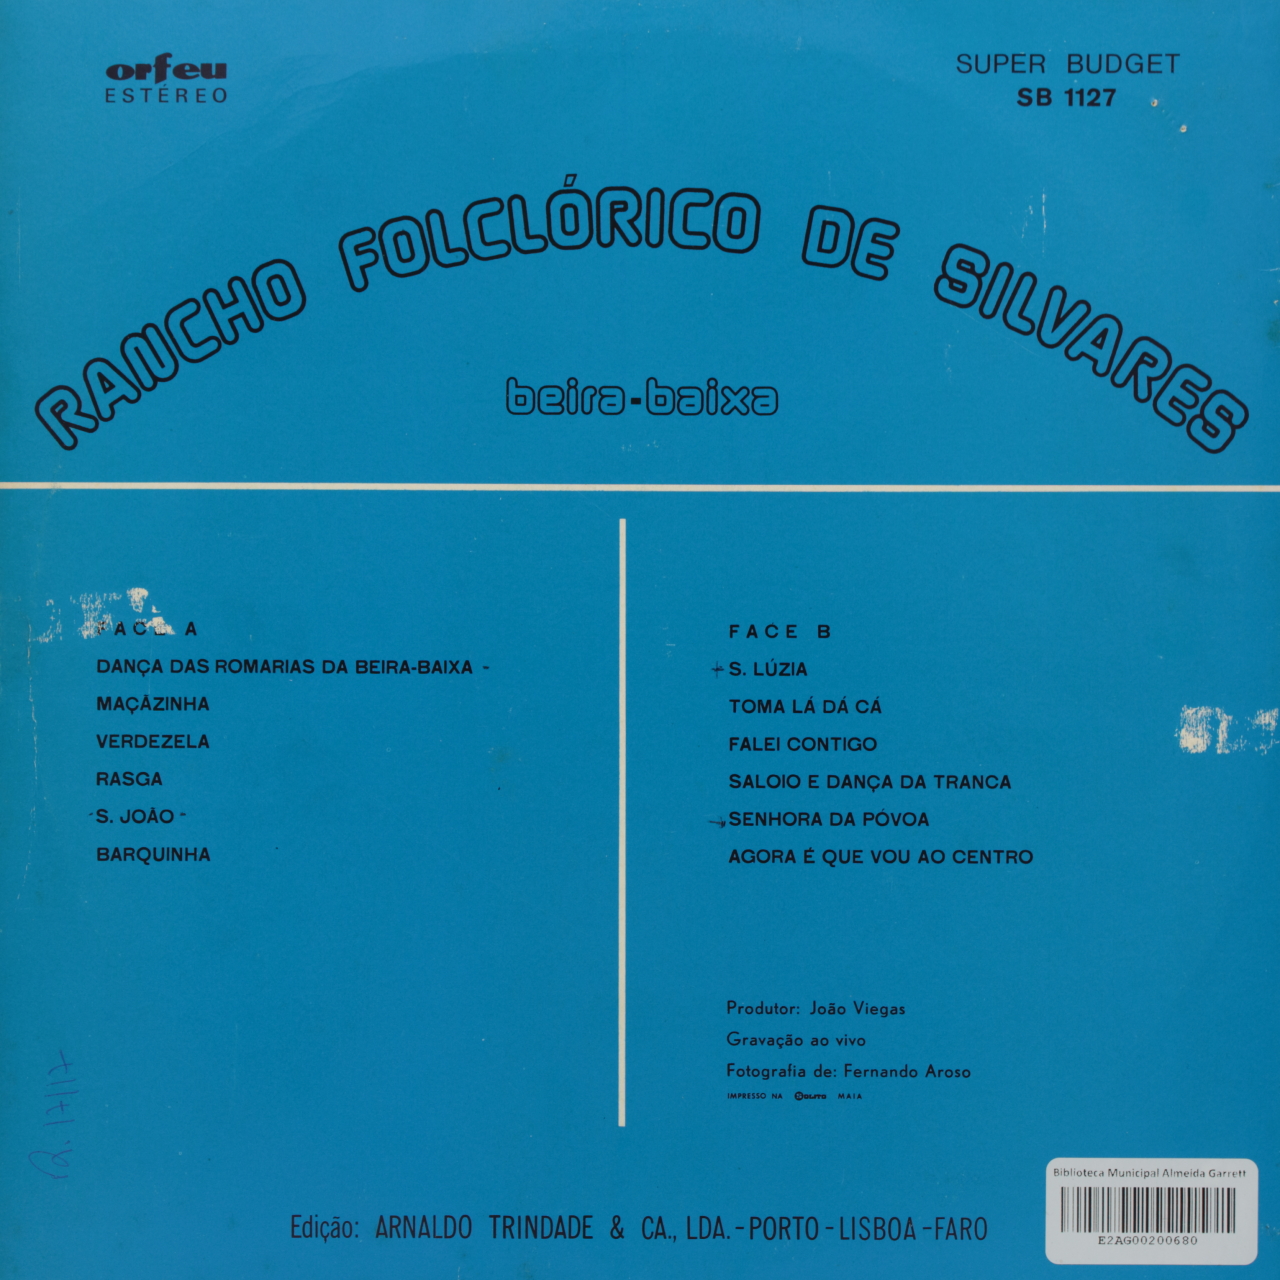 orfeu
ESTÉREO
SUPER BUDGET
SB 1127
RANCHO FOLCLÓRICO DE SILVARES
beira-baixa
FACE A
DANÇA DAS ROMARIAS DA BEIRA-BAIXA
MAÇÃZINHA
VERDEZELA
RASGA
S. JOÃO
BARQUINHA
FACE B
S. LÚZIA
TOMA LÁ DÁ CÁ
FALEI CONTIGO
SALOIO E DANÇA DA TRANCA
SENHORA DA PÓVOA
AGORA É QUE VOU AO CENTRO
Produtor: João Viegas
Gravação ao vivo
Fotografia de: Fernando Aroso
IMPRESSO NA MAIA
Edição: ARNALDO TRINDADE & CA., LDA. - PORTO - LISBOA - FARO
Biblioteca Municipal Almeida Garrett
E2AG00200680